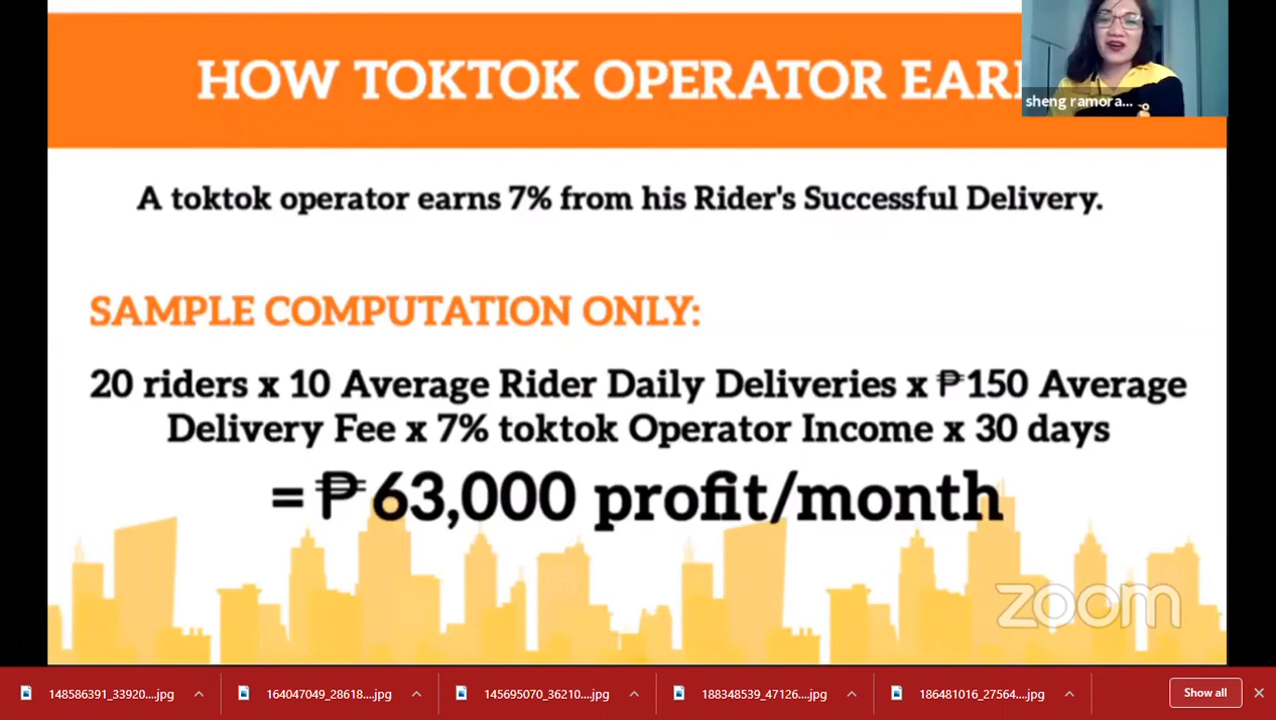 HOW TOKTOK OPERATOR EAR
sheng ramora...
A toktok operator earns 7% from his Rider's Successful Delivery.
SAMPLE COMPUTATION ONLY:
20 riders x 10 Average Rider Daily Deliveries x ₱150 Average
Delivery Fee x 7% toktok Operator Income x 30 days
= ₱63,000 profit/month
zoom
148586391_33920....jpg
164047049_28618....jpg
145695070_36210....jpg
188348539_47126....jpg
186481016_27564....jpg
Show all